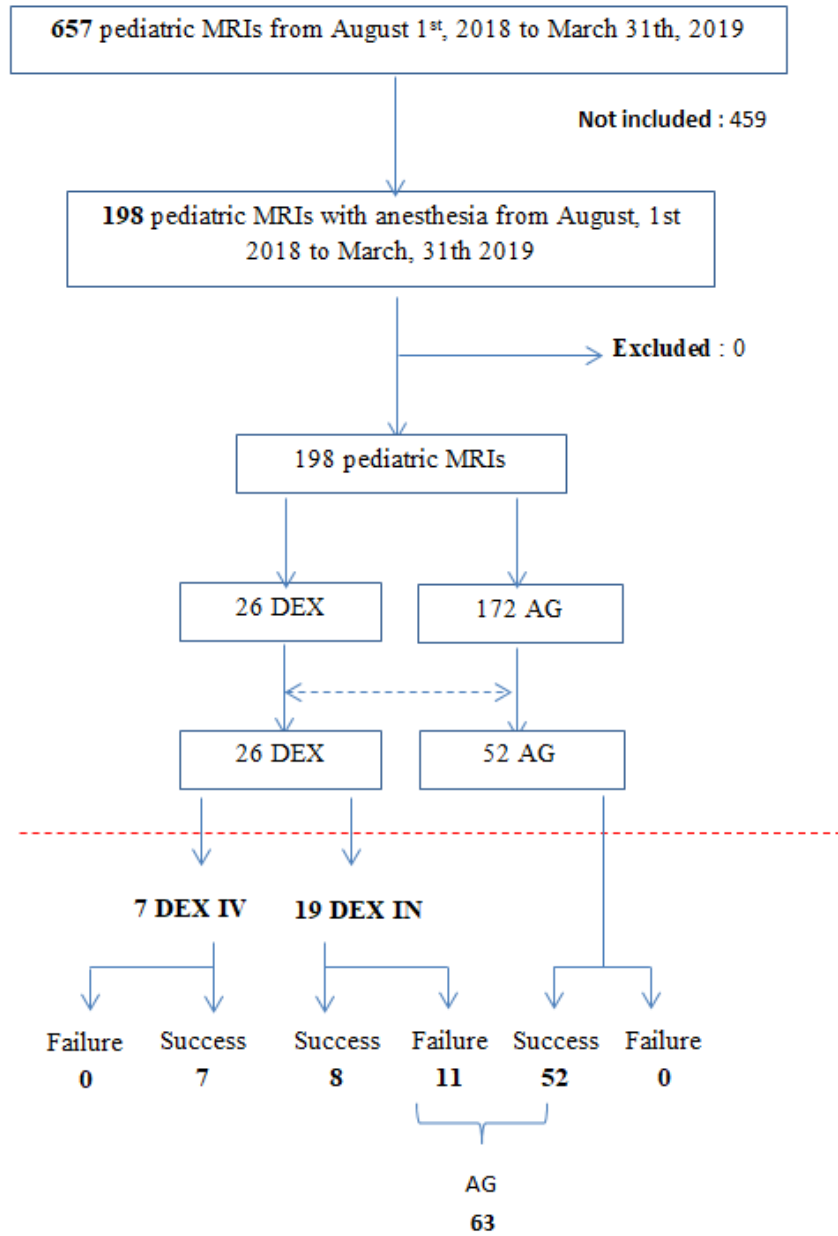 657 pediatric MRIs from August 1st, 2018 to March 31th, 2019
Not included : 459
198 pediatric MRIs with anesthesia from August, 1st
2018 to March, 31th 2019
Excluded : 0
198 pediatric MRIs
26 DEX
172 AG
26 DEX
52 AG
7 DEX IV
19 DEX IN
Failure
0
Success
7
Success
8
Failure
11
Success
52
Failure
0
AG
63